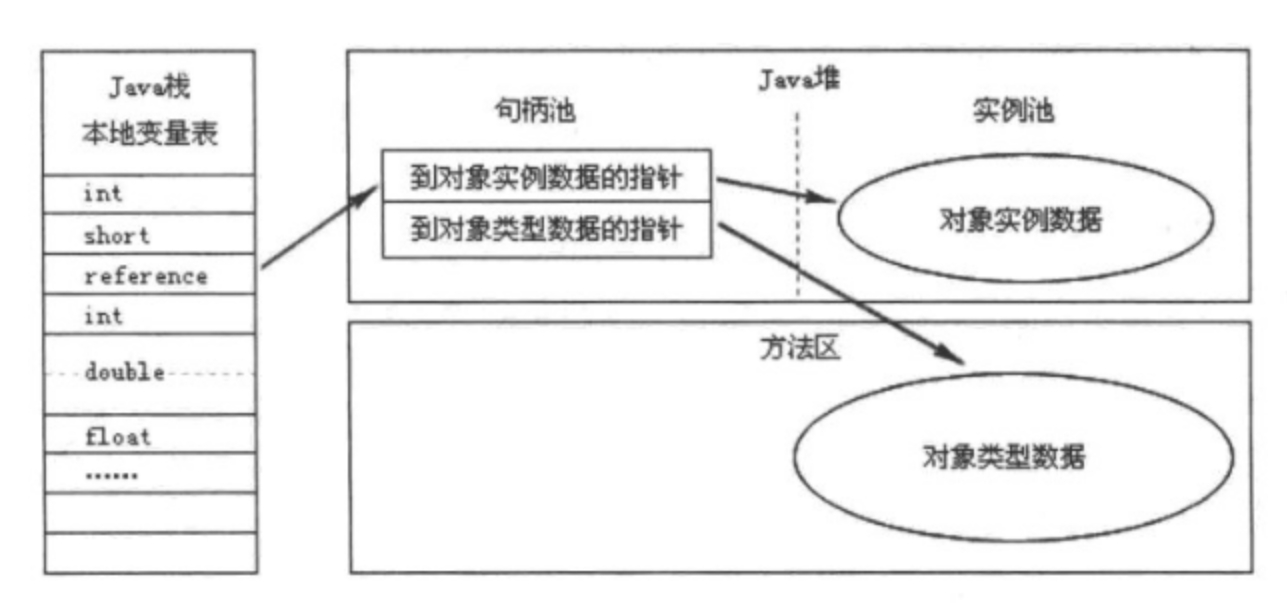 Java栈
本地变量表
int
short
reference
int
double
float
......
Java堆
句柄池
实例池
到对象实例数据的指针
到对象类型数据的指针
对象实例数据
方法区
对象类型数据